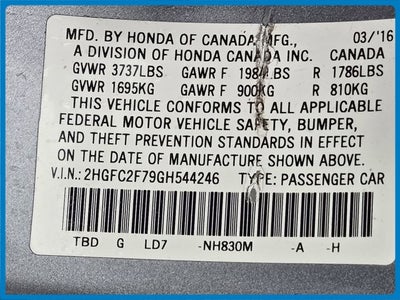 MFD. BY HONDA OF CANADA MFG., 03/'16
A DIVISION OF HONDA CANADA INC. CANADA
GVWR 3737LBS GAWR F 1984LBS R 1786LBS
GVWR 1695KG GAWR F 900KG R 810KG
THIS VEHICLE CONFORMS TO ALL APPLICABLE
FEDERAL MOTOR VEHICLE SAFETY, BUMPER,
AND THEFT PREVENTION STANDARDS IN EFFECT
ON THE DATE OF MANUFACTURE SHOWN ABOVE.
V.I.N.: 2HGFC2F79GH544246 TYPE: PASSENGER CAR
TBD G LD7 -NH830M -A -H